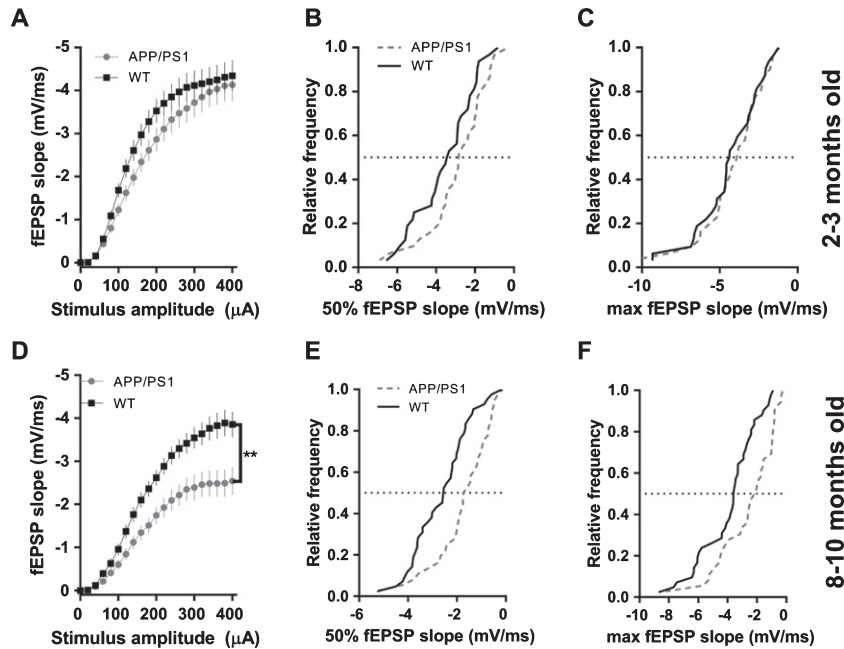 A
-5
-4
-3
-2
-1
0
fEPSP slope (mV/ms)
APP/PS1
WT
0 100 200 300 400
Stimulus amplitude (µA)
B
1.0
0.8
0.6
0.4
0.2
0.0
Relative frequency
APP/PS1
WT
-8 -6 -4 -2 0
50% fEPSP slope (mV/ms)
C
1.0
0.8
0.6
0.4
0.2
0.0
Relative frequency
-10 -5 0
max fEPSP slope (mV/ms)
2-3 months old
D
-5
-4
-3
-2
-1
0
fEPSP slope (mV/ms)
APP/PS1
WT
**
0 100 200 300 400
Stimulus amplitude (µA)
E
1.0
0.8
0.6
0.4
0.2
0.0
Relative frequency
APP/PS1
WT
-6 -4 -2 0
50% fEPSP slope (mV/ms)
F
1.0
0.8
0.6
0.4
0.2
0.0
Relative frequency
-10 -8 -6 -4 -2 0
max fEPSP slope (mV/ms)
8-10 months old